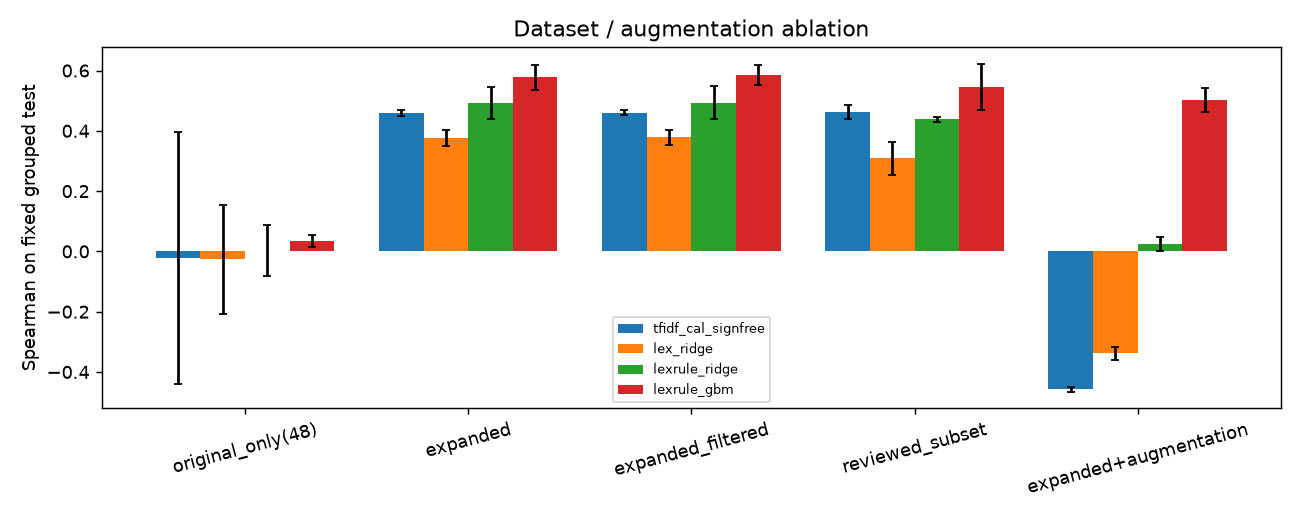 Dataset / augmentation ablation
Spearman on fixed grouped test
0.6
0.4
0.2
0.0
−0.2
−0.4
tfidf_cal_signfree
lex_ridge
lexrule_ridge
lexrule_gbm
original_only(48)
expanded
expanded_filtered
reviewed_subset
expanded+augmentation